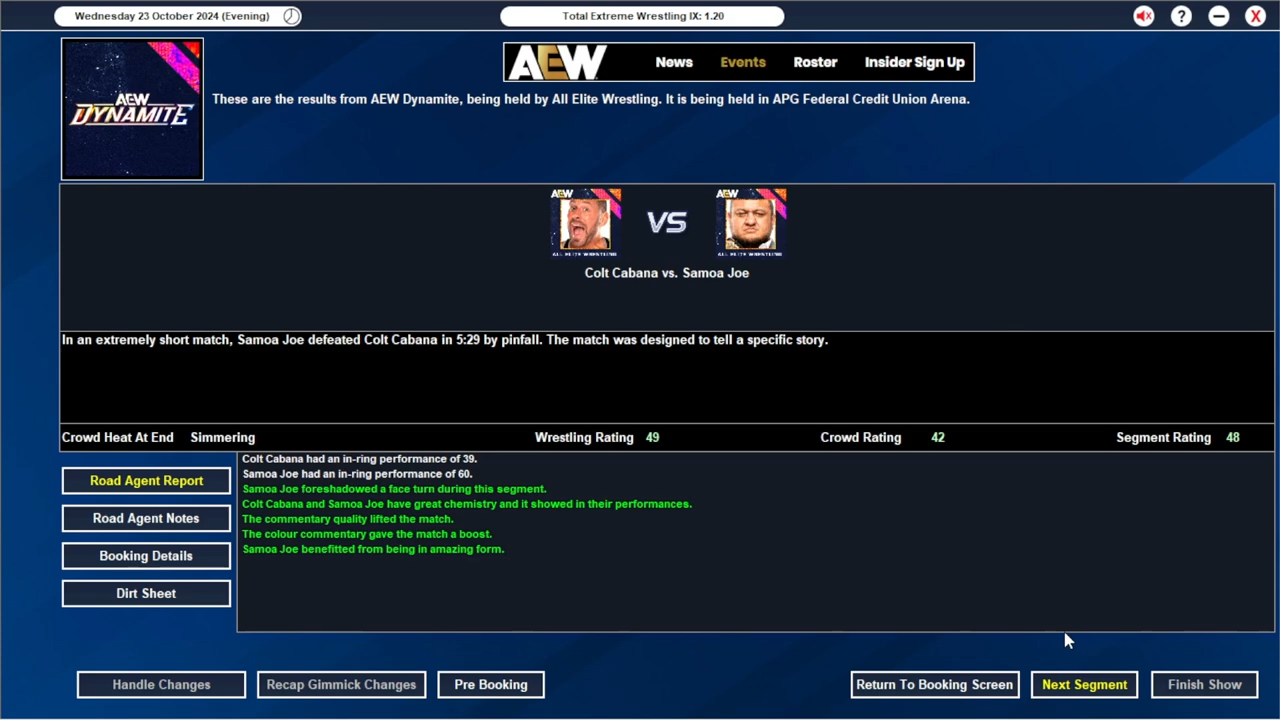 Wednesday 23 October 2024 (Evening)
Total Extreme Wrestling IX: 1.20
?
X
AEW
DYNAMITE
AEW
News
Events
Roster
Insider Sign Up
These are the results from AEW Dynamite, being held by All Elite Wrestling. It is being held in APG Federal Credit Union Arena.
AEW
ALL ELITE WRESTLING
VS
AEW
ALL ELITE WRESTLING
Colt Cabana vs. Samoa Joe
In an extremely short match, Samoa Joe defeated Colt Cabana in 5:29 by pinfall. The match was designed to tell a specific story.
Crowd Heat At End Simmering Wrestling Rating 49 Crowd Rating 42 Segment Rating 48
Road Agent Report
Road Agent Notes
Booking Details
Dirt Sheet
Colt Cabana had an in-ring performance of 39.
Samoa Joe had an in-ring performance of 60.
Samoa Joe foreshadowed a face turn during this segment.
Colt Cabana and Samoa Joe have great chemistry and it showed in their performances.
The commentary quality lifted the match.
The colour commentary gave the match a boost.
Samoa Joe benefitted from being in amazing form.
Handle Changes
Recap Gimmick Changes
Pre Booking
Return To Booking Screen
Next Segment
Finish Show